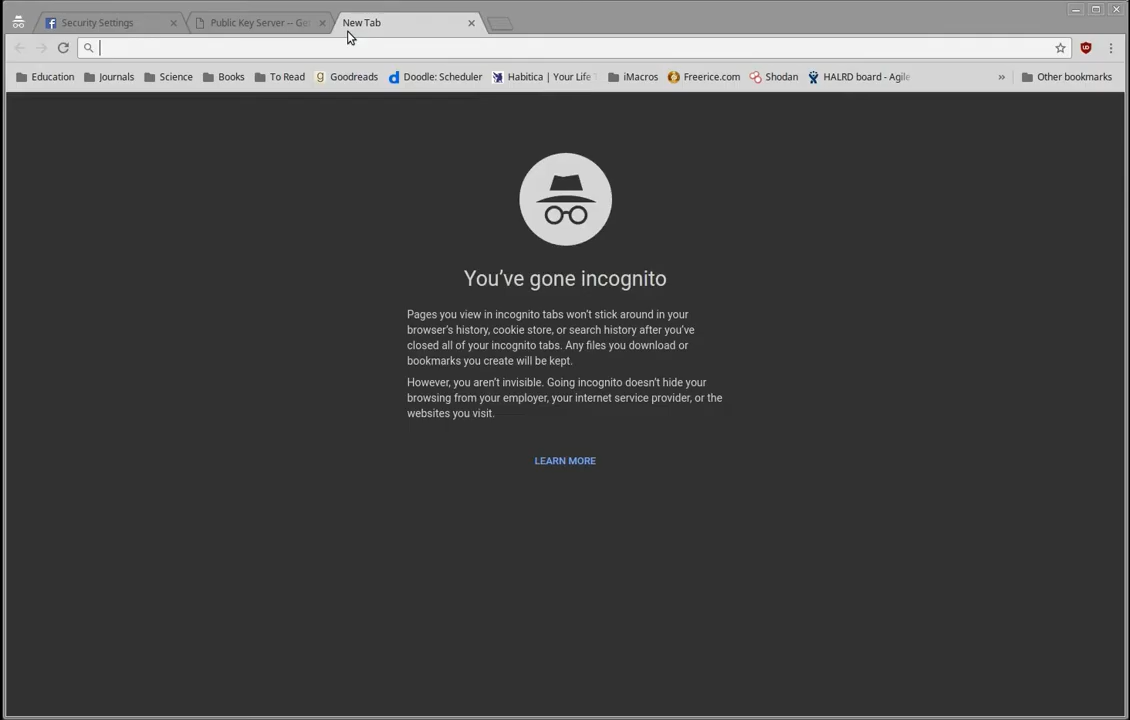 Security Settings
Public Key Server -- Ge
New Tab
Education Journals Science Books To Read Goodreads Doodle: Scheduler Habitica | Your Life iMacros Freerice.com Shodan HALRD board - Agile » Other bookmarks
You've gone incognito
Pages you view in incognito tabs won't stick around in your
browser's history, cookie store, or search history after you've
closed all of your incognito tabs. Any files you download or
bookmarks you create will be kept.
However, you aren't invisible. Going incognito doesn't hide your
browsing from your employer, your internet service provider, or the
websites you visit.
LEARN MORE